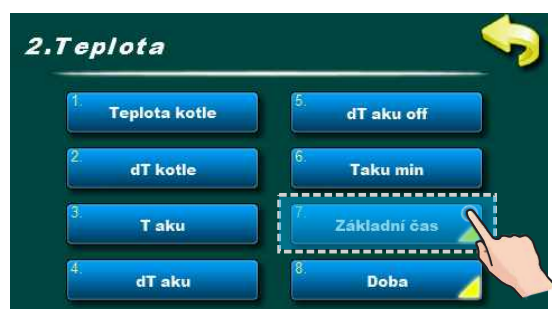 2.Teplota
1. Teplota kotle
2. dT kotle
3. T aku
4. dT aku
5. dT aku off
6. Taku min
7. Základní čas
8. Doba